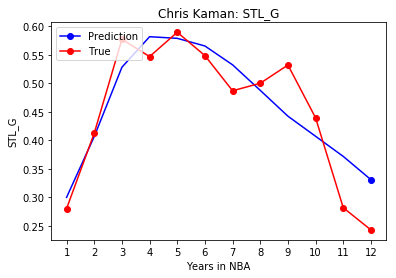 Chris Kaman: STL_G
Prediction
True
0.60
0.55
0.50
0.45
0.40
0.35
0.30
0.25
STL_G
1 2 3 4 5 6 7 8 9 10 11 12
Years in NBA